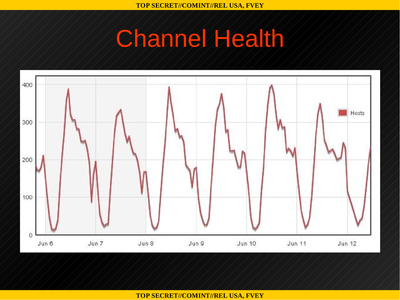 TOP SECRET//COMINT//REL USA, FVEY
Channel Health
400
300
200
100
0
Hosts
Jun 6 Jun 7 Jun 8 Jun 9 Jun 10 Jun 11 Jun 12
TOP SECRET//COMINT//REL USA, FVEY